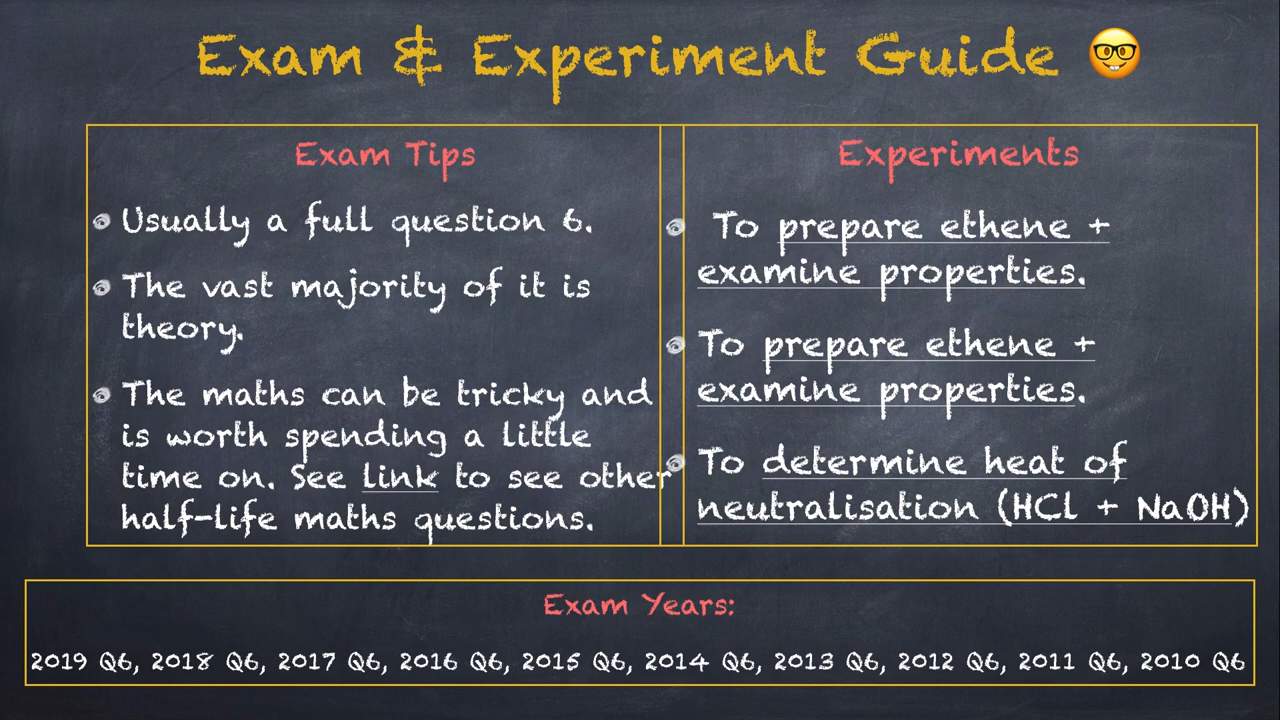 Exam & Experiment Guide 🤓
Exam Tips
Usually a full question 6.
The vast majority of it is
theory.
The maths can be tricky and
is worth spending a little
time on. See link to see other
half-life maths questions.
Experiments
To prepare ethene +
examine properties.
To prepare ethene +
examine properties.
To determine heat of
neutralisation (HCl + NaOH)
Exam Years:
2019 Q6, 2018 Q6, 2017 Q6, 2016 Q6, 2015 Q6, 2014 Q6, 2013 Q6, 2012 Q6, 2011 Q6, 2010 Q6